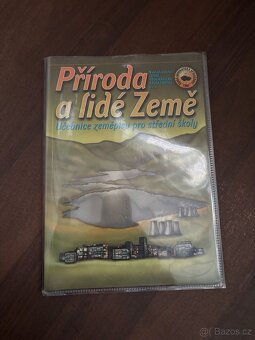 Příroda
a lidé Země
Učebnice zeměpisu pro střední školy
Bazos.cz